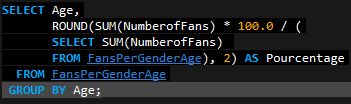 SELECT Age,
ROUND(SUM(NumberofFans) * 100.0 / (
SELECT SUM(NumberofFans)
FROM FansPerGenderAge), 2) AS Pourcentage
FROM FansPerGenderAge
GROUP BY Age;